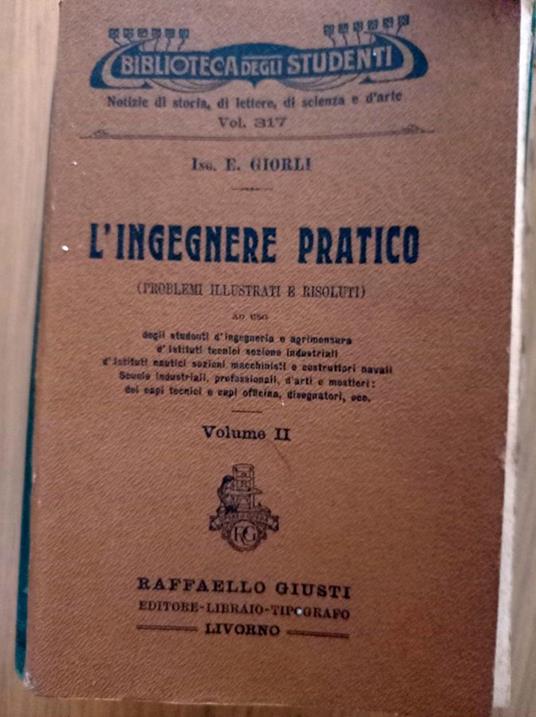 BIBLIOTECA DEGLI STUDENTI
Notizie di storia, di lettere, di scienza e d'arte
Vol. 317
ING. E. GIORLI
L'INGEGNERE PRATICO
(PROBLEMI ILLUSTRATI E RISOLUTI)
AD USO
degli studenti d'ingegneria e agrimensura
d'istituti tecnici sezione industriali
d'istituti nautici sezioni macchinisti e costruttori navali
Scuole industriali, professionali, d'arti e mestieri:
dei capi tecnici e capi officina, disegnatori, ecc.
Volume II
RG
RAFFAELLO GIUSTI
EDITORE-LIBRAIO-TIPOGRAFO
LIVORNO